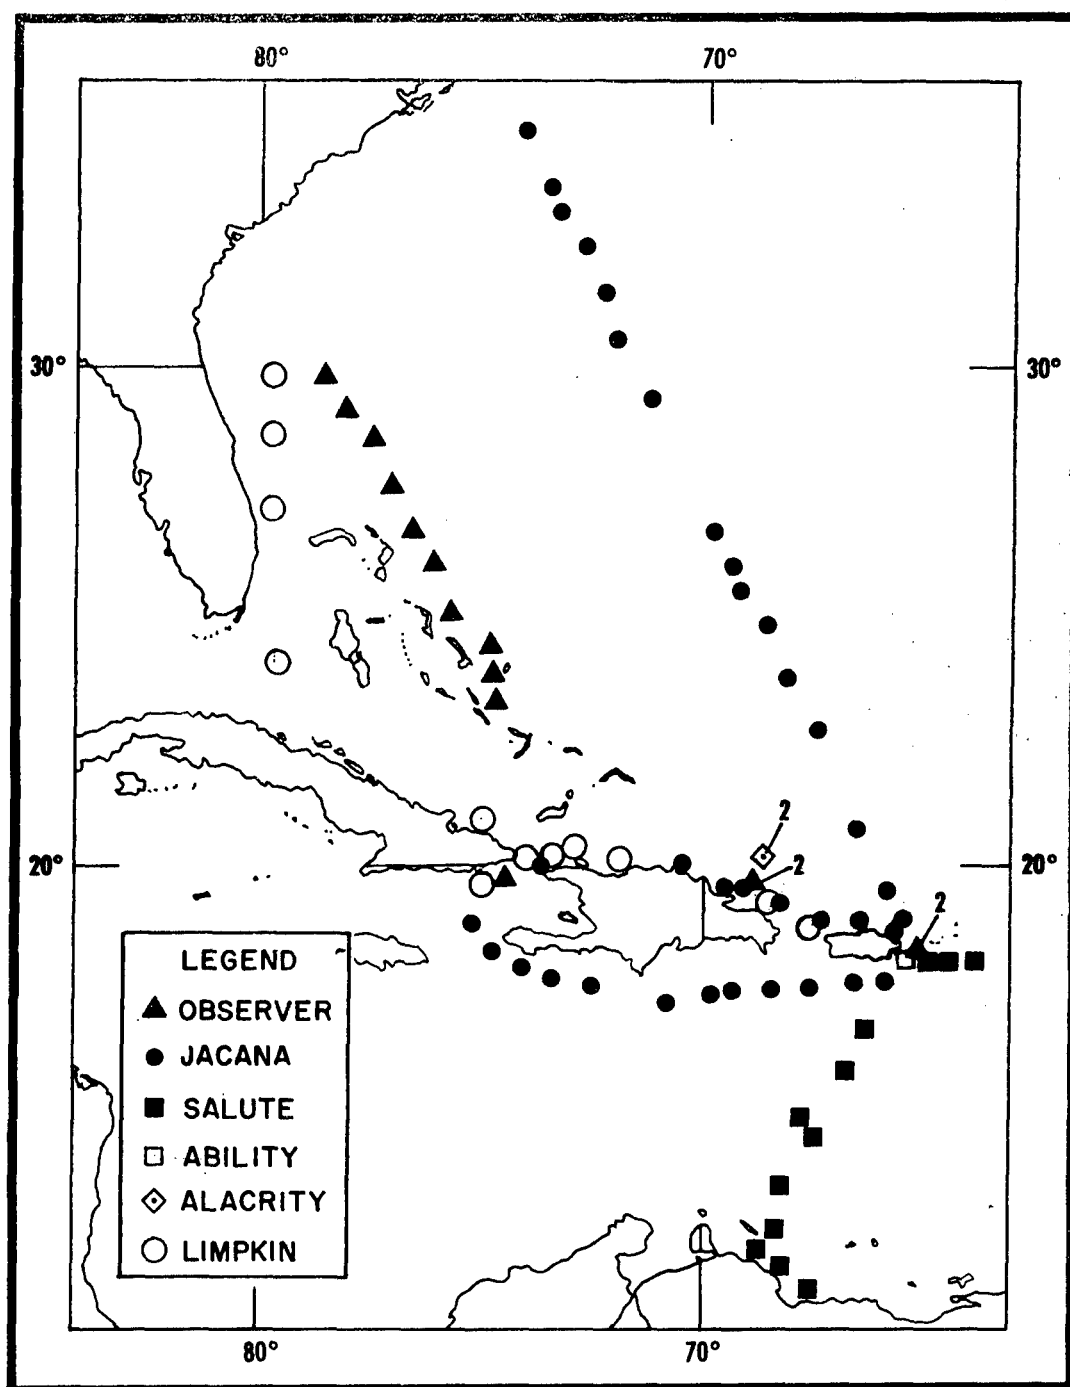 80° 70°
30° 30°
2
2
20° 20°
2
LEGEND
OBSERVER
JACANA
SALUTE
ABILITY
ALACRITY
LIMPKIN
80° 70°